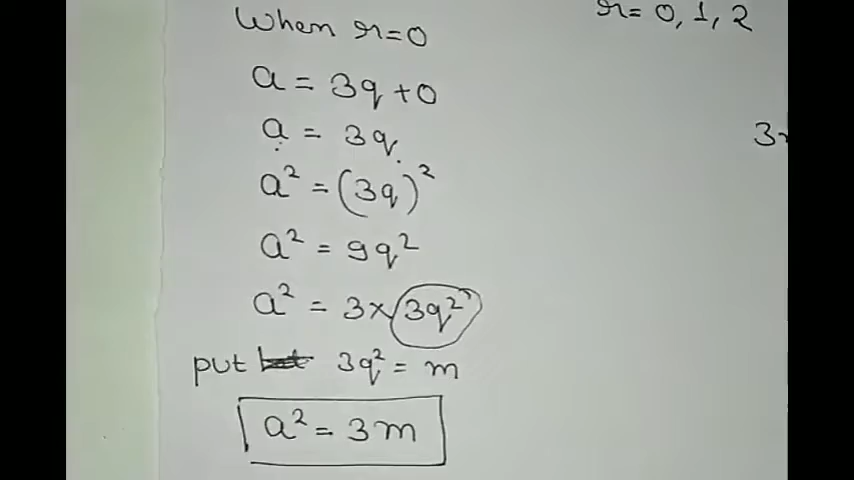 When r=0
r= 0, 1, 2
a = 3q +0
a = 3q
a² = (3q)²
a² = 9q²
a² = 3x 3q²
put 3q² = m
a² = 3m